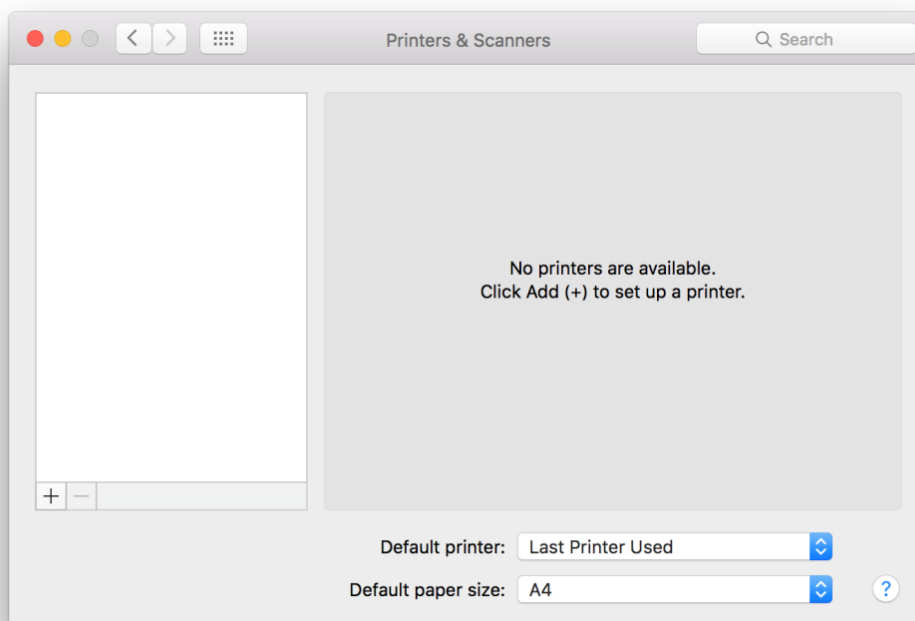 Printers & Scanners
Search
No printers are available.
Click Add (+) to set up a printer.
Default printer: Last Printer Used
Default paper size: A4
?